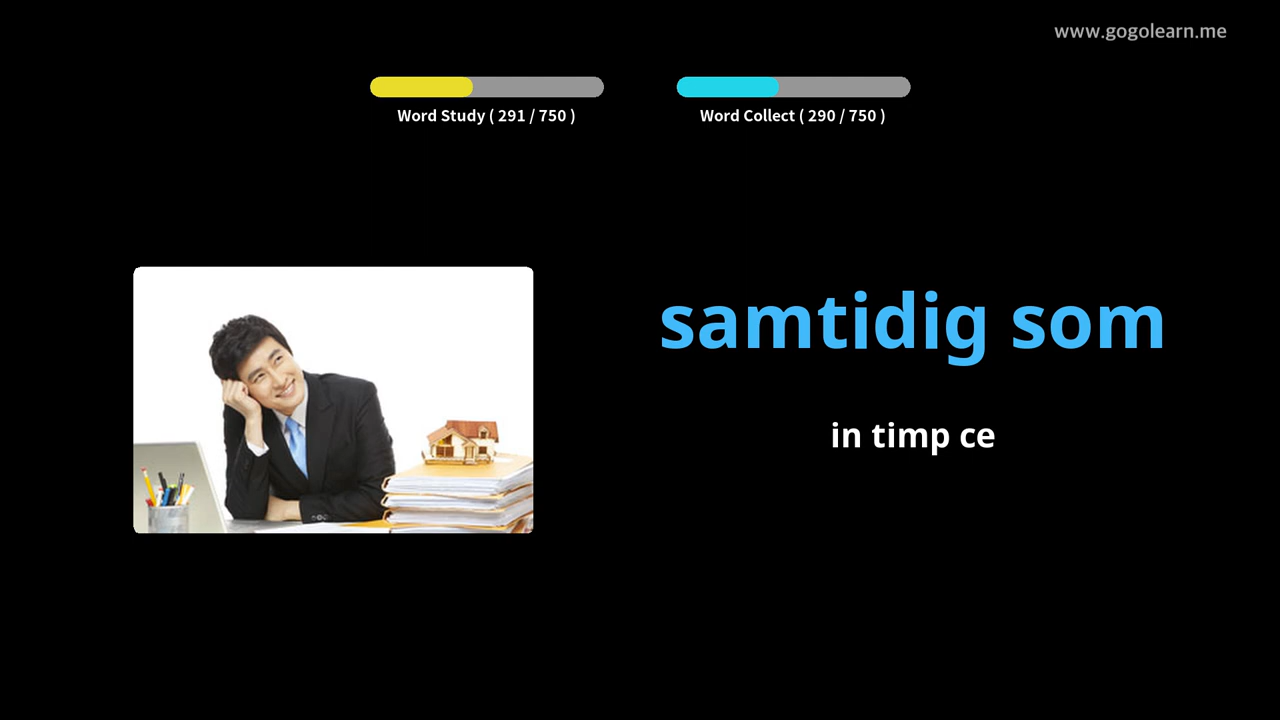 www.gogolearn.me
Word Study ( 291 / 750 )
Word Collect ( 290 / 750 )
samtidig som
in timp ce